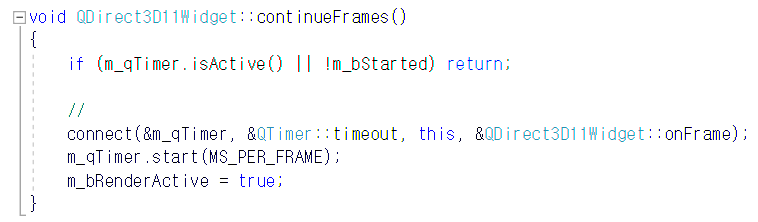 void QDirect3D11Widget::continueFrames()
{
    if (m_qTimer.isActive() || !m_bStarted) return;

    //
    connect(&m_qTimer, &QTimer::timeout, this, &QDirect3D11Widget::onFrame);
    m_qTimer.start(MS_PER_FRAME);
    m_bRenderActive = true;
}